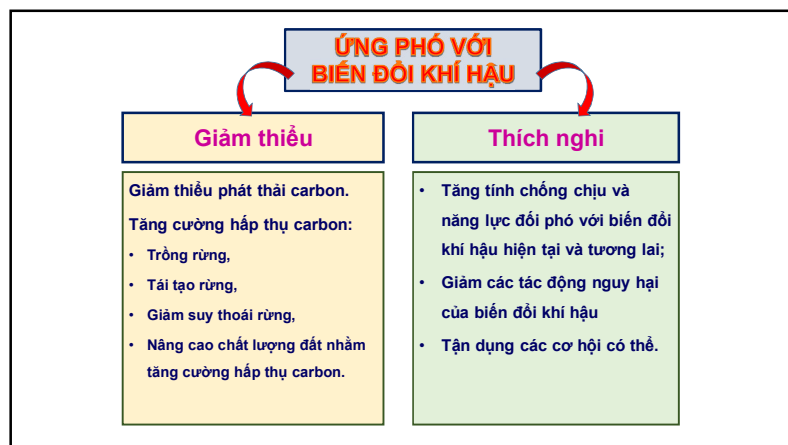 ỨNG PHÓ VỚI
BIẾN ĐỔI KHÍ HẬU
Giảm thiểu
Giảm thiểu phát thải carbon.
Tăng cường hấp thụ carbon:
• Trồng rừng,
• Tái tạo rừng,
• Giảm suy thoái rừng,
• Nâng cao chất lượng đất nhằm
tăng cường hấp thụ carbon.
Thích nghi
• Tăng tính chống chịu và
năng lực đối phó với biến đổi
khí hậu hiện tại và tương lai;
• Giảm các tác động nguy hại
của biến đổi khí hậu
• Tận dụng các cơ hội có thể.